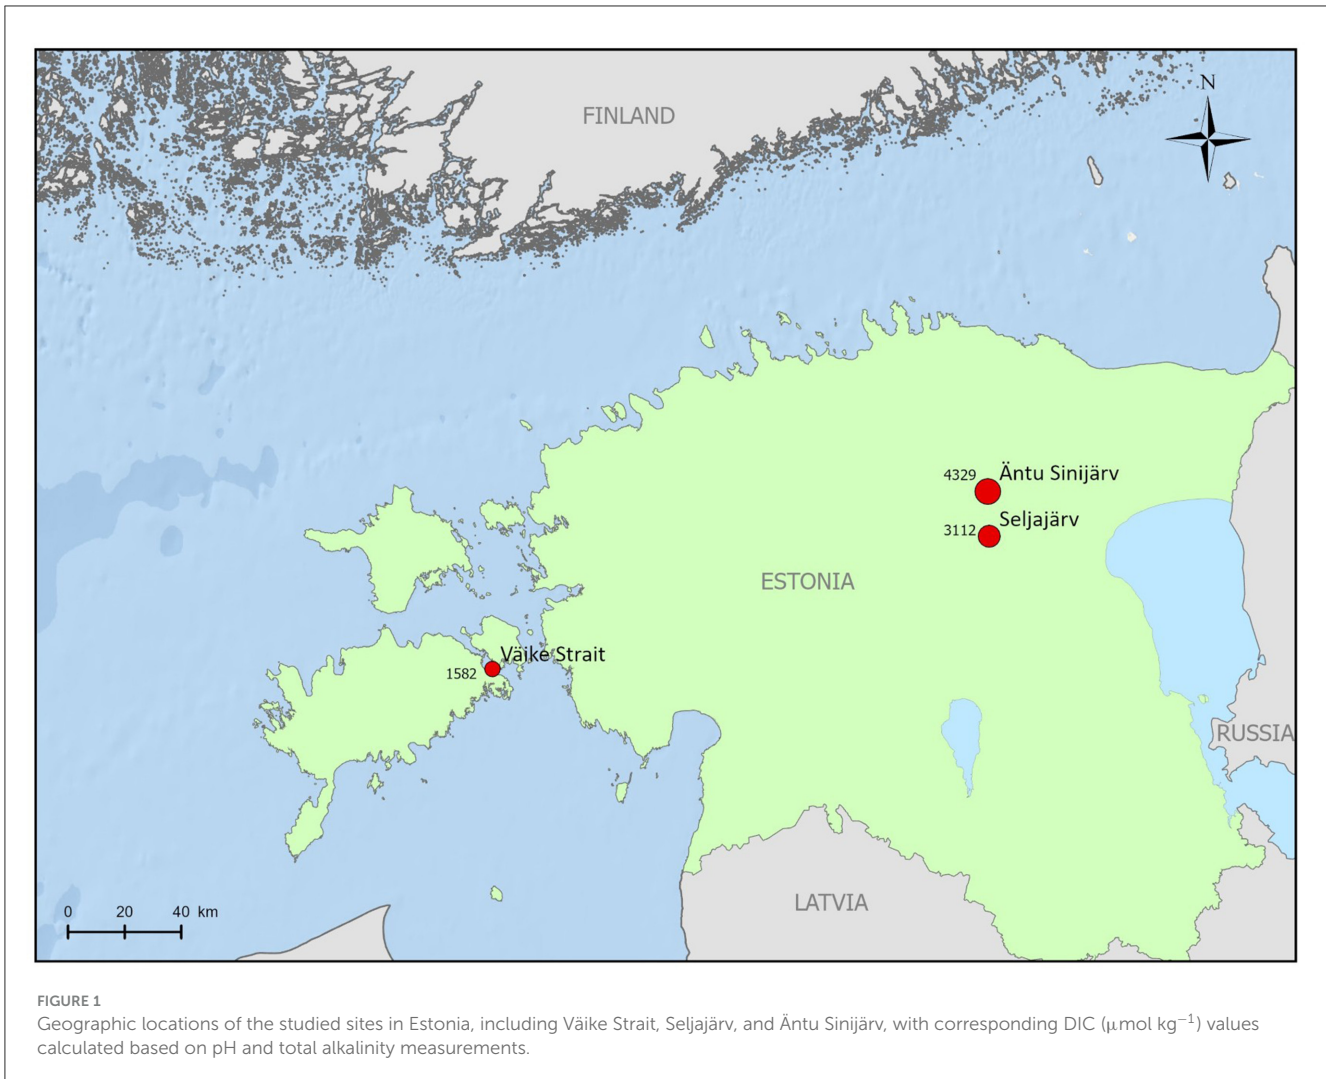 N
FINLAND
4329 Äntu Sinijärv
Seljajärv
3112
ESTONIA
Väike Strait
1582
RUSSIA
LATVIA
0 20 40 km
FIGURE 1
Geographic locations of the studied sites in Estonia, including Väike Strait, Seljajärv, and Äntu Sinijärv, with corresponding DIC (μmol kg⁻¹) values
calculated based on pH and total alkalinity measurements.